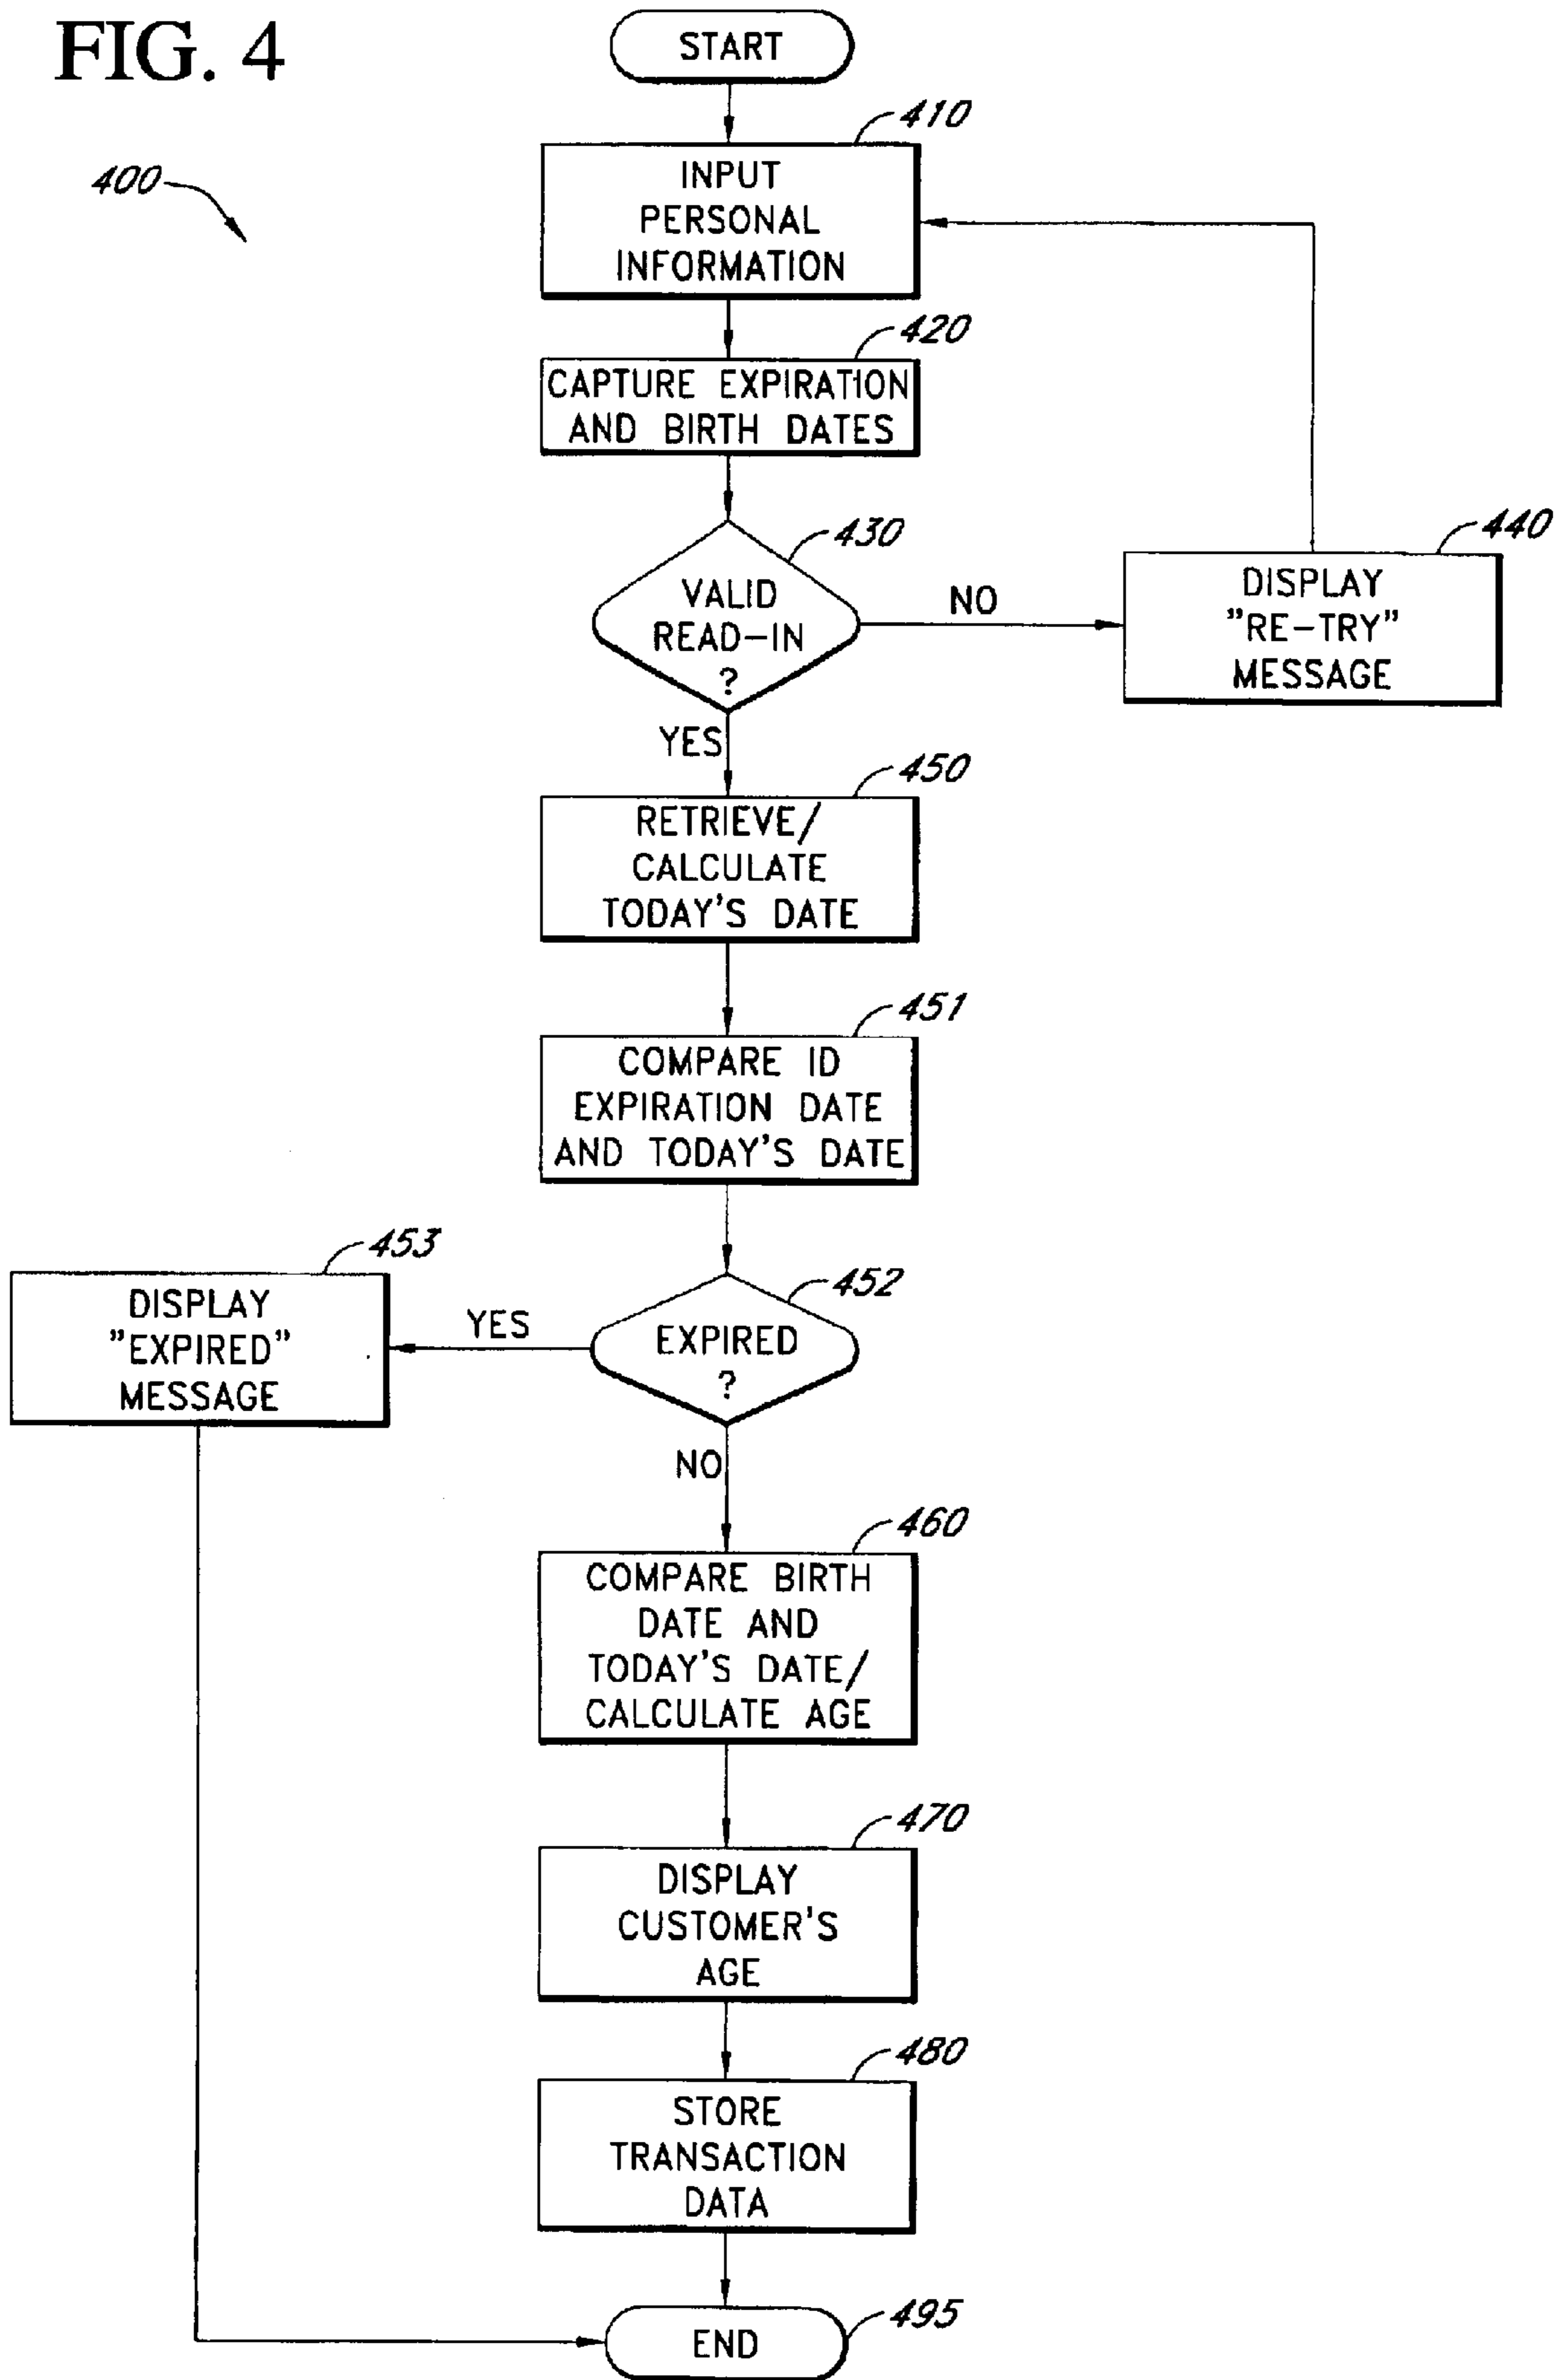 FIG. 4
START
400
410
INPUT
PERSONAL
INFORMATION
420
CAPTURE EXPIRATION
AND BIRTH DATES
430
VALID
READ-IN
?
NO
440
DISPLAY
"RE-TRY"
MESSAGE
YES
450
RETRIEVE/
CALCULATE
TODAY'S DATE
451
COMPARE ID
EXPIRATION DATE
AND TODAY'S DATE
452
EXPIRED
?
YES
453
DISPLAY
"EXPIRED"
MESSAGE
NO
460
COMPARE BIRTH
DATE AND
TODAY'S DATE/
CALCULATE AGE
470
DISPLAY
CUSTOMER'S
AGE
480
STORE
TRANSACTION
DATA
END
495